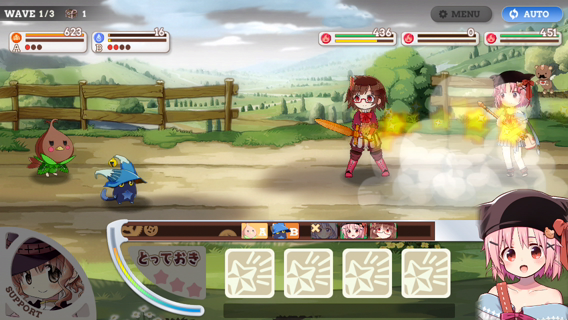 WAVE 1/3 1
MENU
AUTO
623
A
16
B
436
0
451
A B
とっておき
SUPPORT